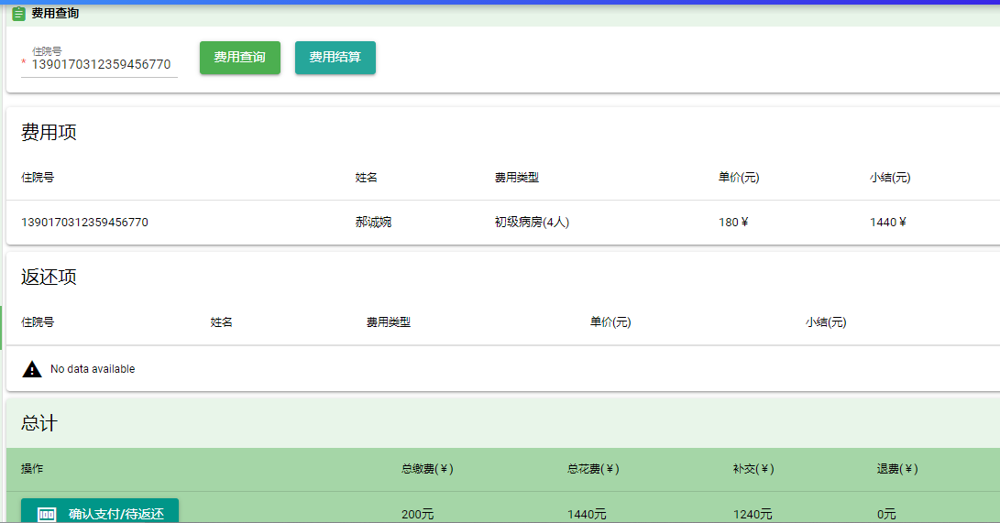 费用查询
住院号
* 1390170312359456770
费用查询 费用结算
费用项
住院号 姓名 费用类型 单价(元) 小结(元)
1390170312359456770 郝诚婉 初级病房(4人) 180￥ 1440￥
返还项
住院号 姓名 费用类型 单价(元) 小结(元)
No data available
总计
操作 总缴费(￥) 总花费(￥) 补交(￥) 退费(￥)
确认支付/待返还 200元 1440元 1240元 0元